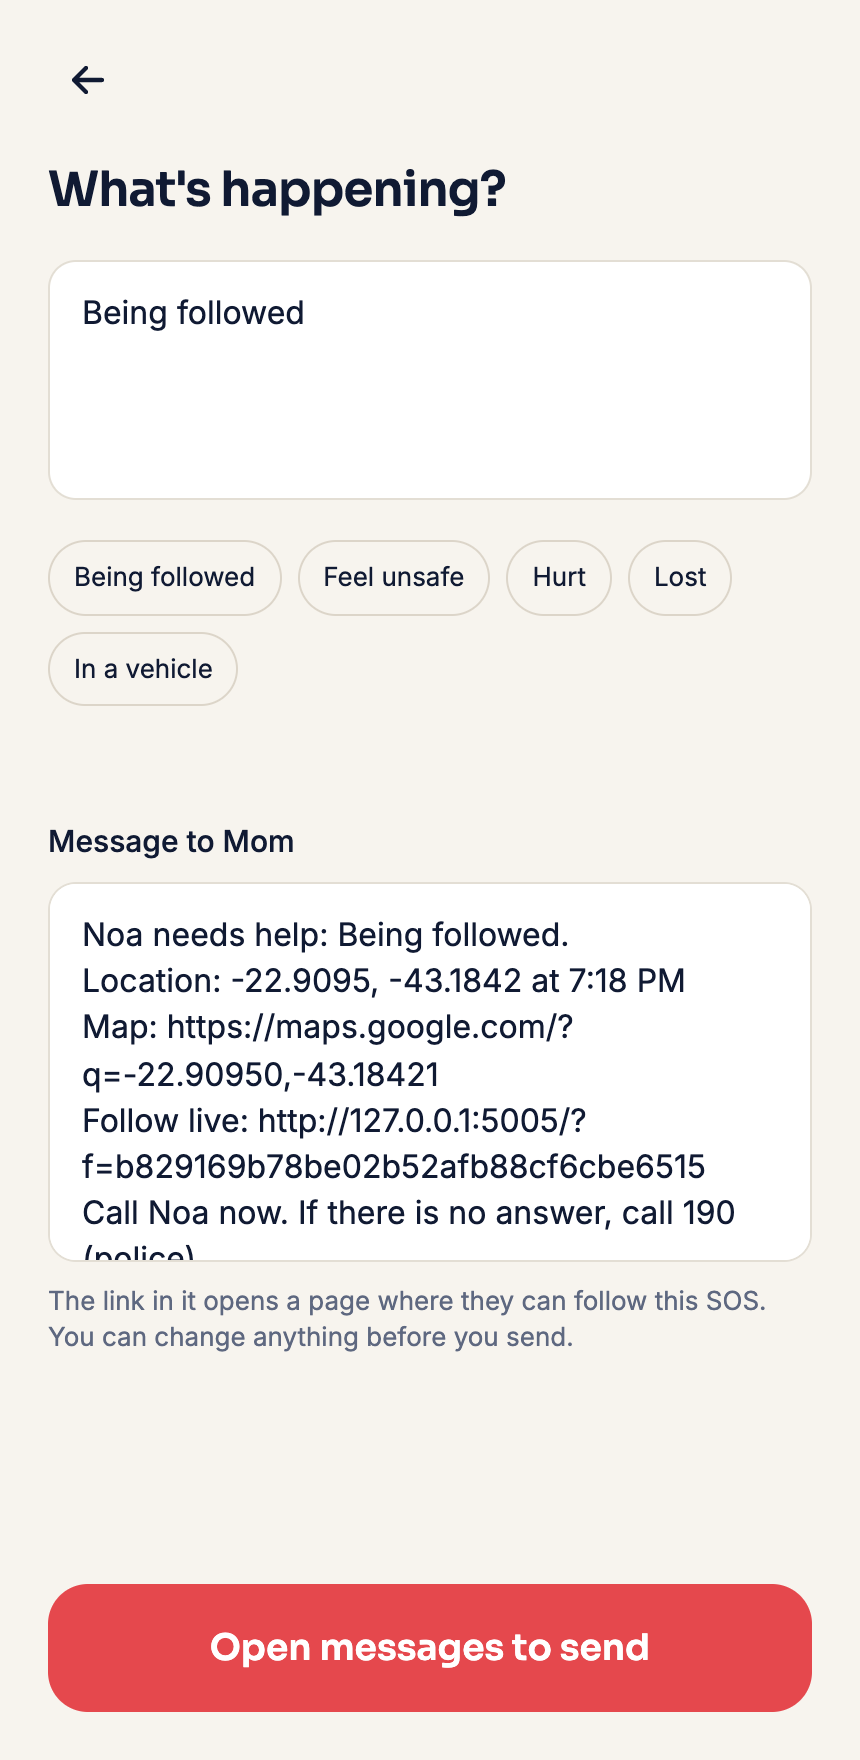 What's happening?
Being followed
Being followed
Feel unsafe
Hurt
Lost
In a vehicle
Message to Mom
Noa needs help: Being followed.
Location: -22.9095, -43.1842 at 7:18 PM
Map: https://maps.google.com/?
q=-22.90950,-43.18421
Follow live: http://127.0.0.1:5005/?
f=b829169b78be02b52afb88cf6cbe6515
Call Noa now. If there is no answer, call 190
(police)
The link in it opens a page where they can follow this SOS.
You can change anything before you send.
Open messages to send